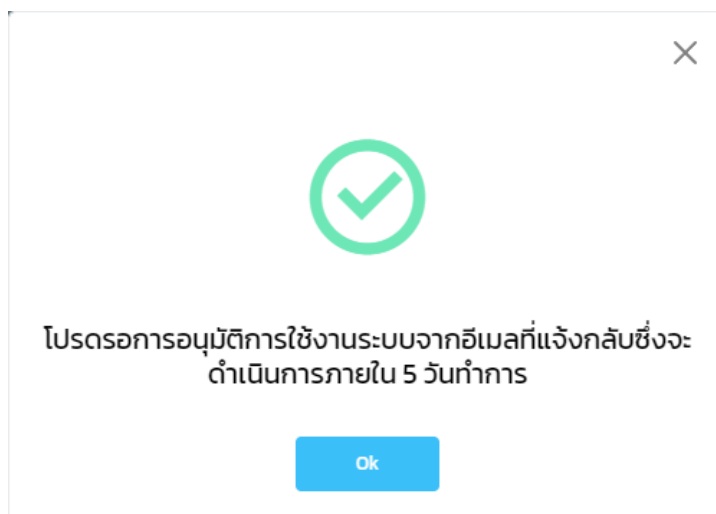 โปรดรอการอนุมัติการใช้งานระบบจากอีเมลที่แจ้งกลับซึ่งจะ
ดำเนินการภายใน 5 วันทำการ
Ok